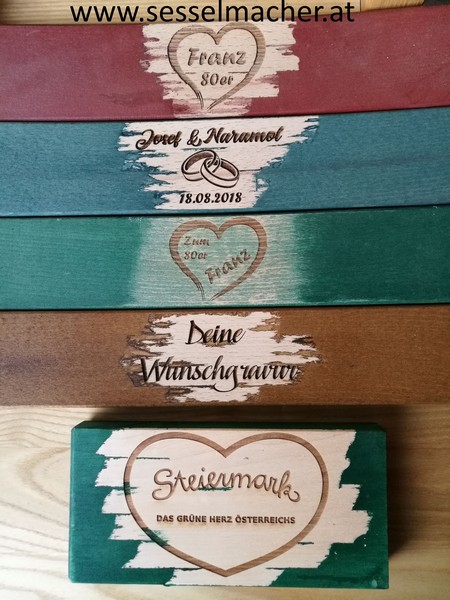 www.sesselmacher.at
Franz
80er
Josef & Naramol
18.08.2018
Zum
80er
Franz
Deine
Wunschgravur
Steiermark
DAS GRÜNE HERZ ÖSTERREICHS